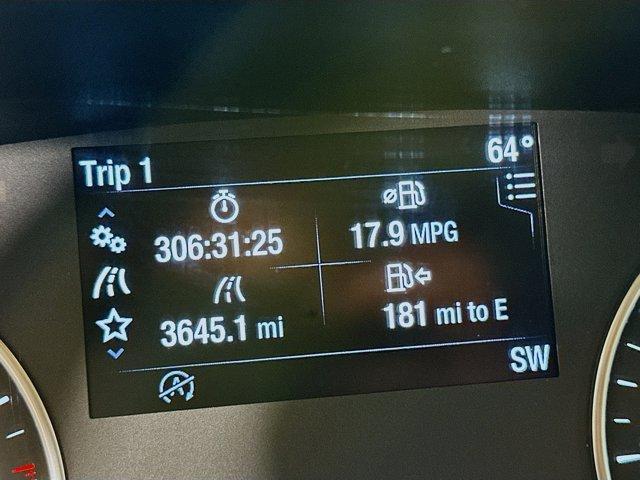 Trip 1
64°
306:31:25
17.9 MPG
3645.1 mi
181 mi to E
SW